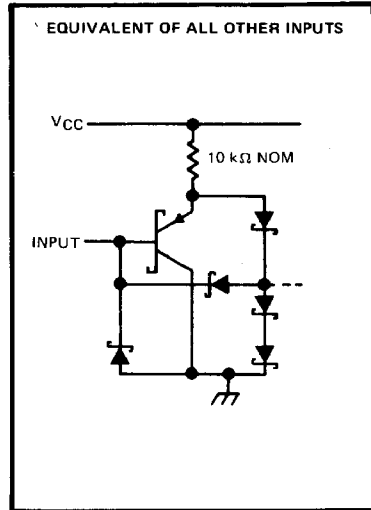 EQUIVALENT OF ALL OTHER INPUTS
VCC
10 kΩ NOM
INPUT